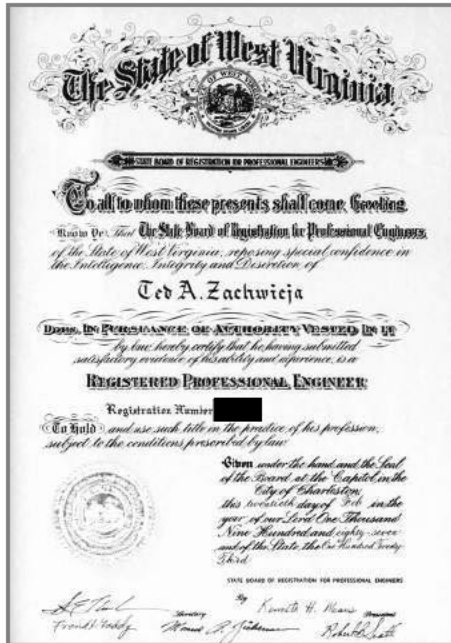 The State of West Virginia
STATE BOARD OF REGISTRATION FOR PROFESSIONAL ENGINEERS
To all to whom these presents shall come, Greeting
Know Ye, That The State Board of Registration for Professional Engineers,
of the State of West Virginia, reposing special confidence in
the Intelligence, Integrity and Discretion of
Ted A. Zachwieja
Does, In Pursuance of Authority Vested In It
by law, hereby certify that he, having submitted
satisfactory evidence of his ability and experience, is a
REGISTERED PROFESSIONAL ENGINEER
Registration Number
To Hold and use such title in the practice of his profession,
subject to the conditions prescribed by law
Given under the hand and the Seal
of the Board at the Capitol in the
City of Charleston,
this twentieth day of Feb in the
year of our Lord One Thousand
Nine Hundred and eighty-seven
and of the State, the One Hundred Twenty
Third
STATE BOARD OF REGISTRATION FOR PROFESSIONAL ENGINEERS
By Kenneth H. Means
Secretary
President